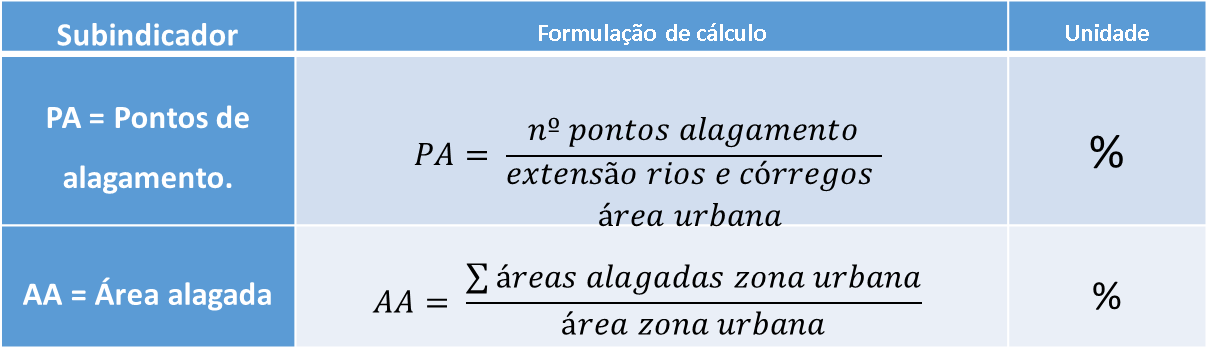 Subindicador
Formulação de cálculo
Unidade
PA = Pontos de
alagamento.
PA = nº pontos alagamento
extensão rios e córregos
área urbana
%
AA = Área alagada
AA = ∑ áreas alagadas zona urbana
área zona urbana
%